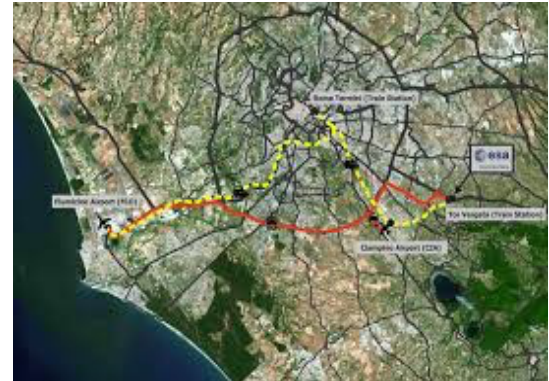 Roma Termini (Train Station)
esa
Fiumicino Airport (FCO)
Tor Vergata (Train Station)
Ciampino Airport (CIA)